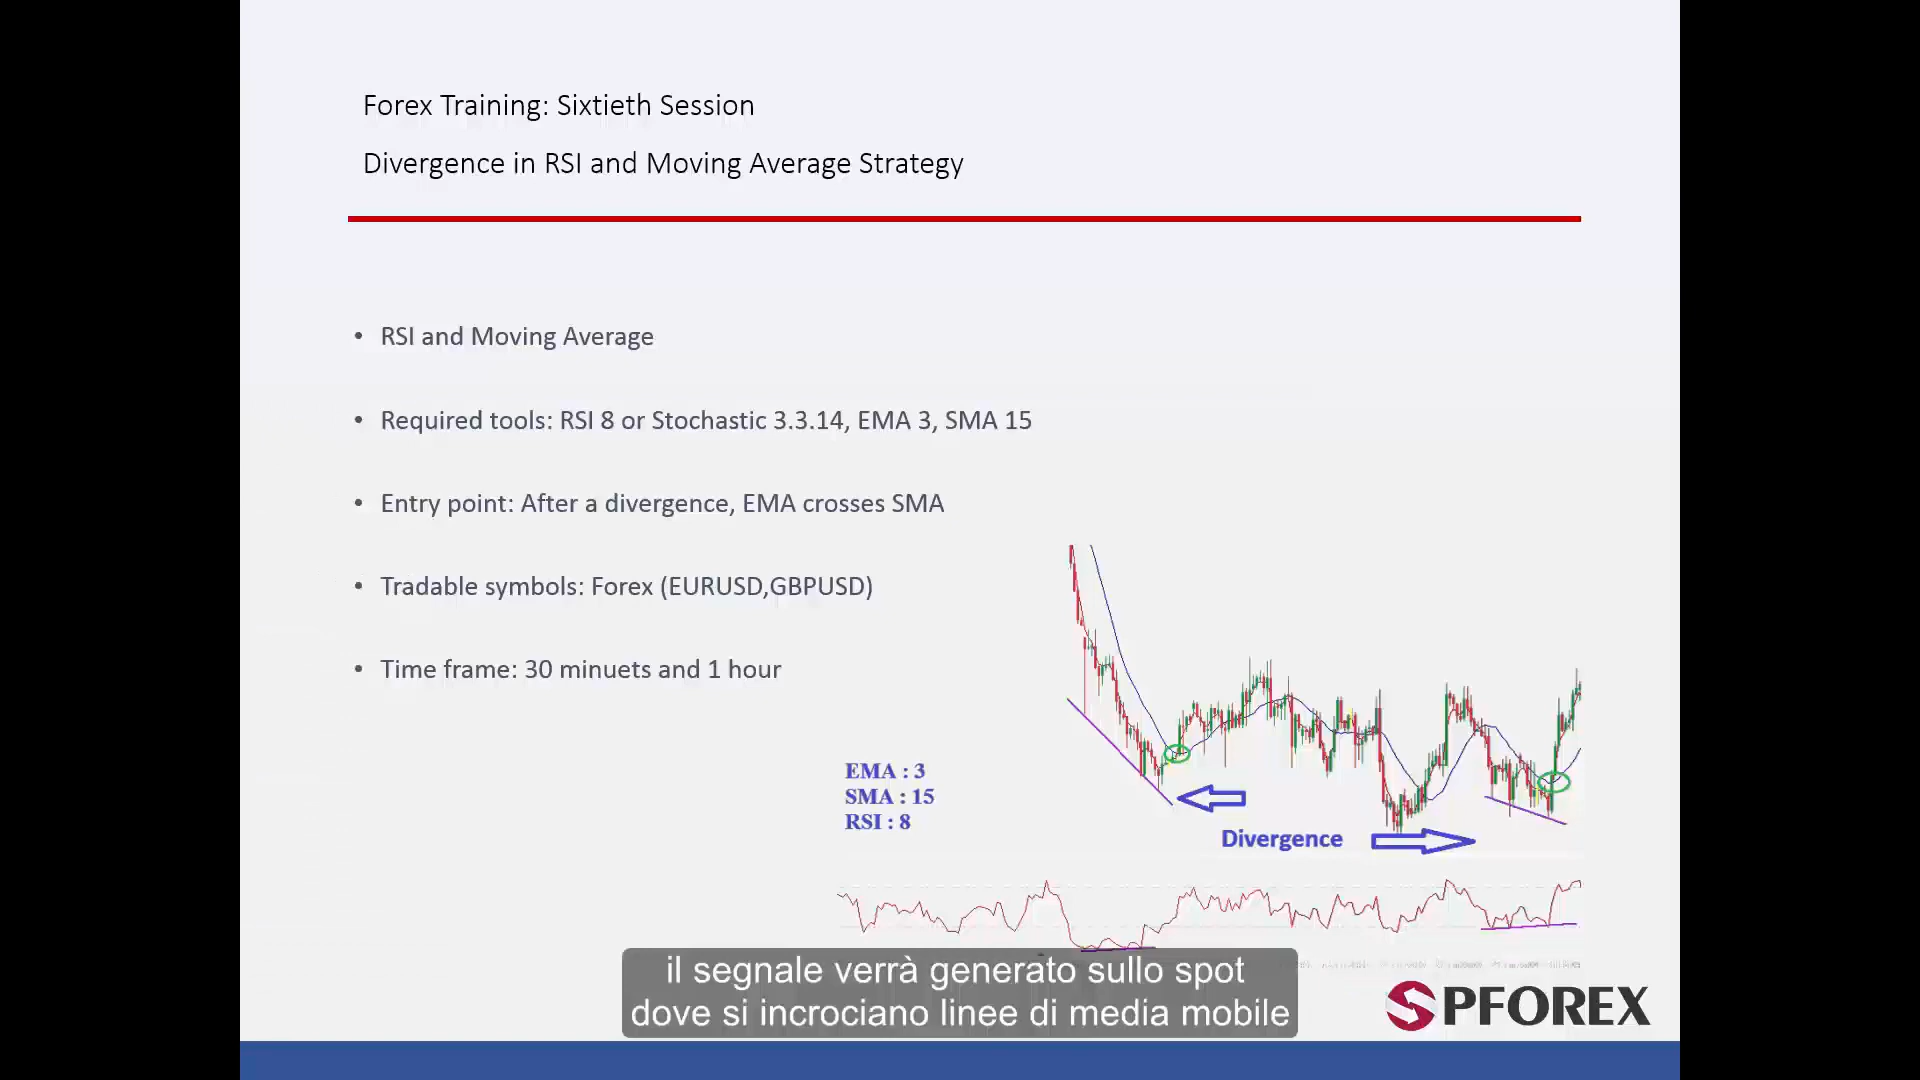 Forex Training: Sixtieth Session
Divergence in RSI and Moving Average Strategy
• RSI and Moving Average
• Required tools: RSI 8 or Stochastic 3.3.14, EMA 3, SMA 15
• Entry point: After a divergence, EMA crosses SMA
• Tradable symbols: Forex (EURUSD,GBPUSD)
• Time frame: 30 minuets and 1 hour
EMA : 3
SMA : 15
RSI : 8
Divergence
il segnale verrà generato sullo spot
dove si incrociano linee di media mobile
SPFOREX